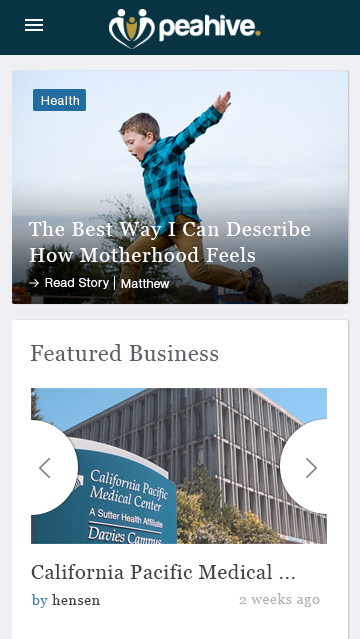 peahive.
Health
The Best Way I Can Describe
How Motherhood Feels
→ Read Story | Matthew
Featured Business
California Pacific
Medical Center
A Sutter Health Affiliate
Davies Campus
California Pacific Medical ...
by hensen
2 weeks ago